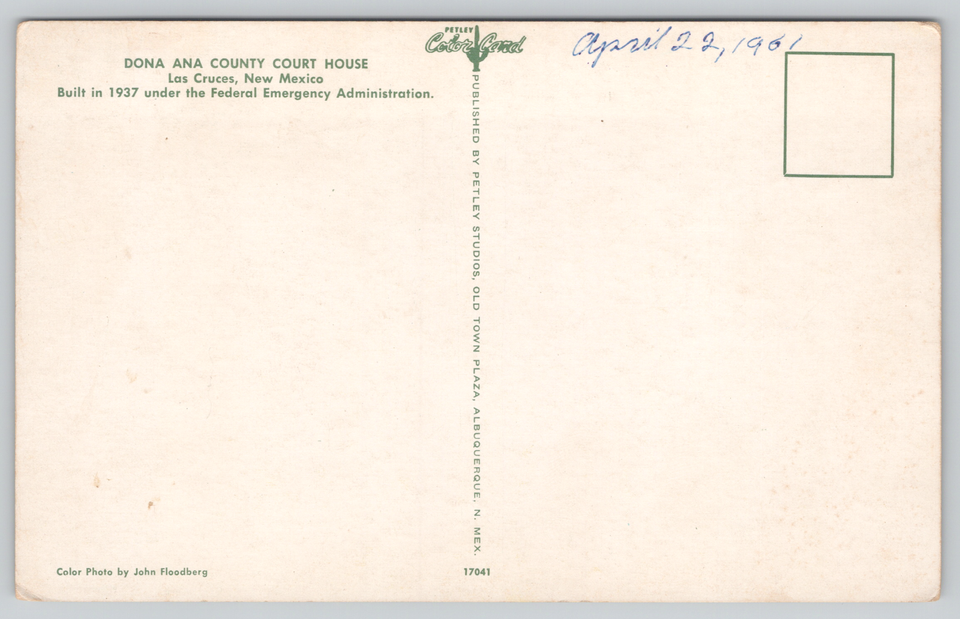 DONA ANA COUNTY COURT HOUSE
Las Cruces, New Mexico
Built in 1937 under the Federal Emergency Administration.
PETLEY
Color Card
April 22, 1961
PUBLISHED BY PETLEY STUDIOS, OLD TOWN PLAZA, ALBUQUERQUE, N. MEX.
Color Photo by John Floodberg
17041